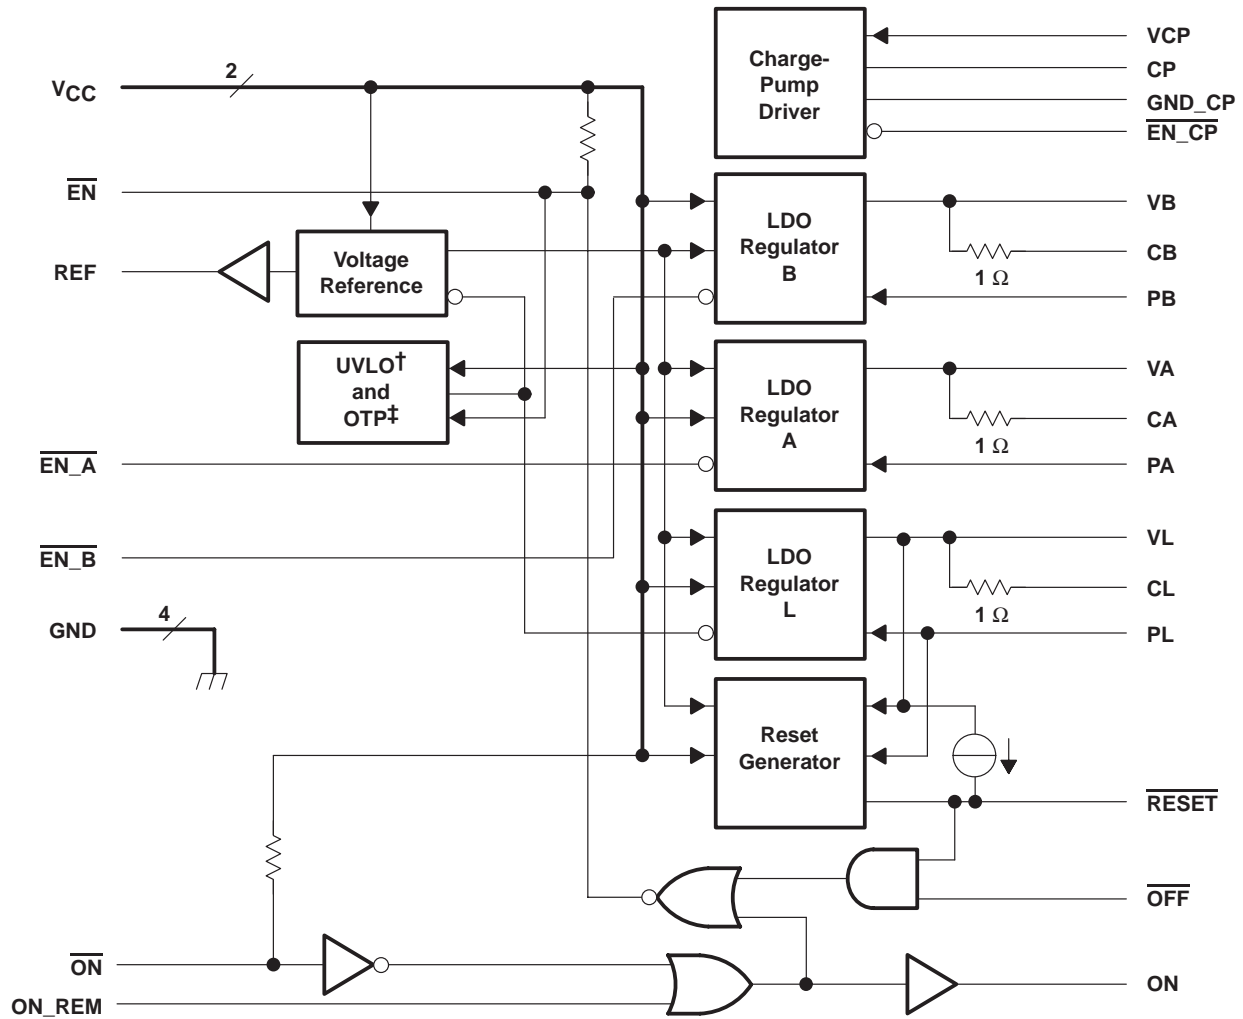 VCC
2
EN
REF
Voltage
Reference
UVLO†
and
OTP‡
EN_A
EN_B
GND
4
ON
ON_REM
Charge-
Pump
Driver
LDO
Regulator
B
LDO
Regulator
A
LDO
Regulator
L
Reset
Generator
VCP
CP
GND_CP
EN_CP
VB
CB
1 Ω
PB
VA
CA
1 Ω
PA
VL
CL
1 Ω
PL
RESET
OFF
ON